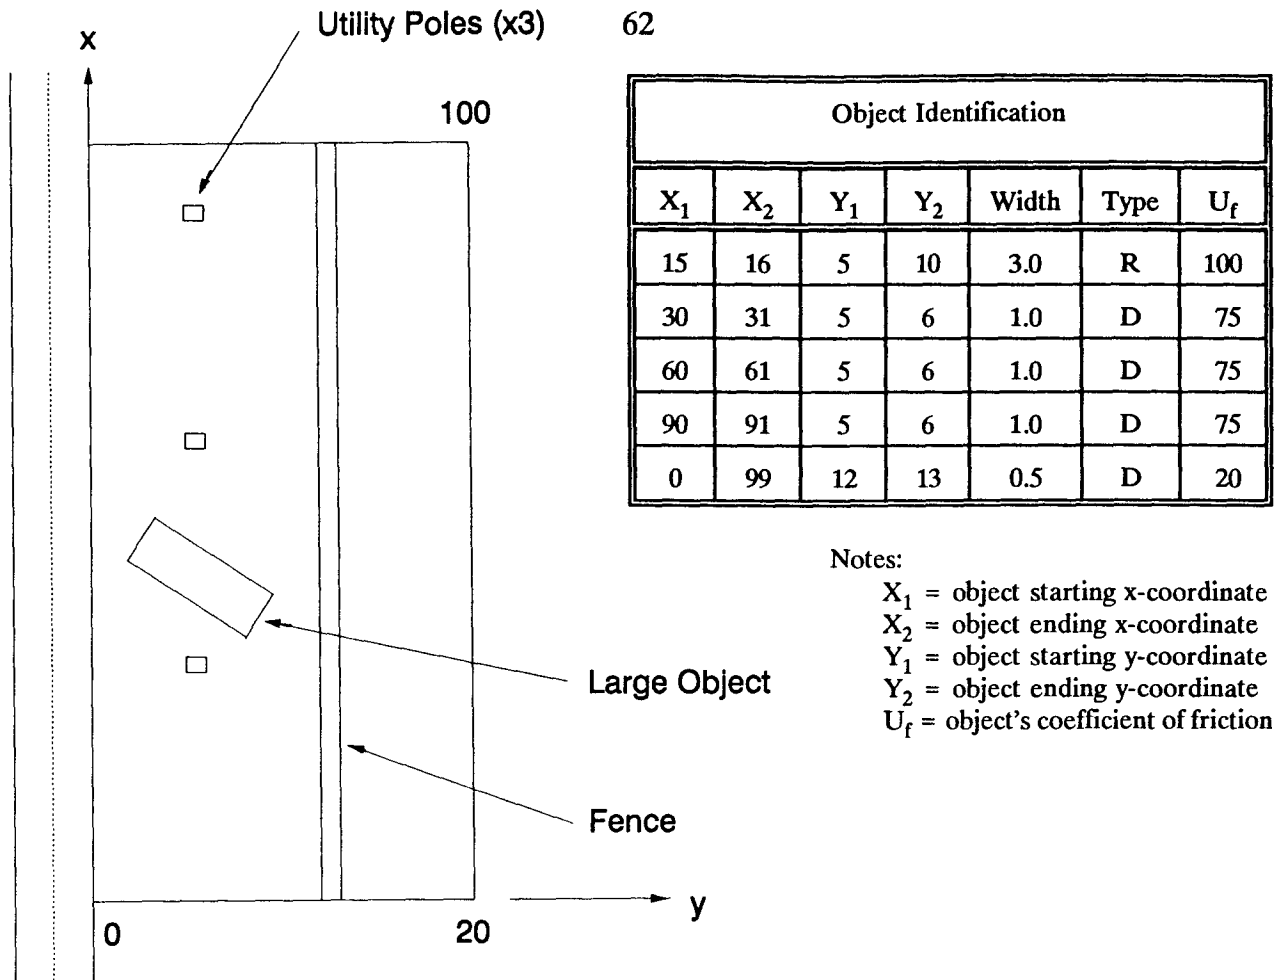 Utility Poles (x3)
62
x
100
Object Identification
X1 X2 Y1 Y2 Width Type Uf
15 16 5 10 3.0 R 100
30 31 5 6 1.0 D 75
60 61 5 6 1.0 D 75
90 91 5 6 1.0 D 75
0 99 12 13 0.5 D 20
Notes:
X1 = object starting x-coordinate
X2 = object ending x-coordinate
Y1 = object starting y-coordinate
Y2 = object ending y-coordinate
Uf = object's coefficient of friction
Large Object
Fence
y
0
20